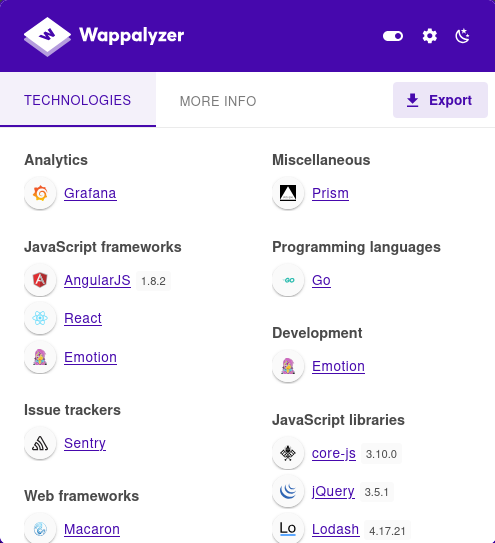 Wappalyzer
TECHNOLOGIES
MORE INFO
Export
Analytics
Grafana
JavaScript frameworks
AngularJS 1.8.2
React
Emotion
Issue trackers
Sentry
Web frameworks
Macaron
Miscellaneous
Prism
Programming languages
Go
Development
Emotion
JavaScript libraries
core-js 3.10.0
jQuery 3.5.1
Lo
Lodash 4.17.21